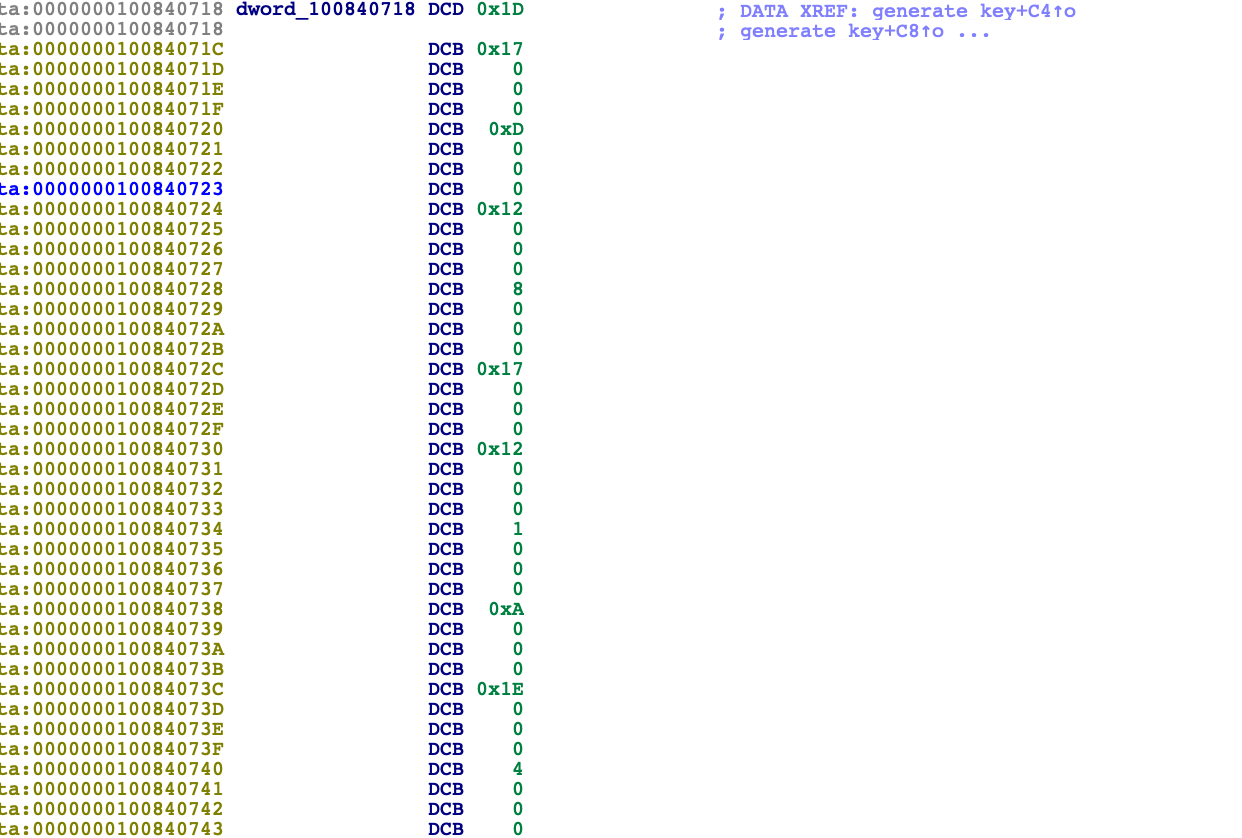 ta:0000000100840718 dword_100840718 DCD 0x1D ; DATA XREF: generate key+C4↑o
ta:0000000100840718 ; generate key+C8↑o ...
ta:000000010084071C DCB 0x17
ta:000000010084071D DCB 0
ta:000000010084071E DCB 0
ta:000000010084071F DCB 0
ta:0000000100840720 DCB 0xD
ta:0000000100840721 DCB 0
ta:0000000100840722 DCB 0
ta:0000000100840723 DCB 0
ta:0000000100840724 DCB 0x12
ta:0000000100840725 DCB 0
ta:0000000100840726 DCB 0
ta:0000000100840727 DCB 0
ta:0000000100840728 DCB 8
ta:0000000100840729 DCB 0
ta:000000010084072A DCB 0
ta:000000010084072B DCB 0
ta:000000010084072C DCB 0x17
ta:000000010084072D DCB 0
ta:000000010084072E DCB 0
ta:000000010084072F DCB 0
ta:0000000100840730 DCB 0x12
ta:0000000100840731 DCB 0
ta:0000000100840732 DCB 0
ta:0000000100840733 DCB 0
ta:0000000100840734 DCB 1
ta:0000000100840735 DCB 0
ta:0000000100840736 DCB 0
ta:0000000100840737 DCB 0
ta:0000000100840738 DCB 0xA
ta:0000000100840739 DCB 0
ta:000000010084073A DCB 0
ta:000000010084073B DCB 0
ta:000000010084073C DCB 0x1E
ta:000000010084073D DCB 0
ta:000000010084073E DCB 0
ta:000000010084073F DCB 0
ta:0000000100840740 DCB 4
ta:0000000100840741 DCB 0
ta:0000000100840742 DCB 0
ta:0000000100840743 DCB 0